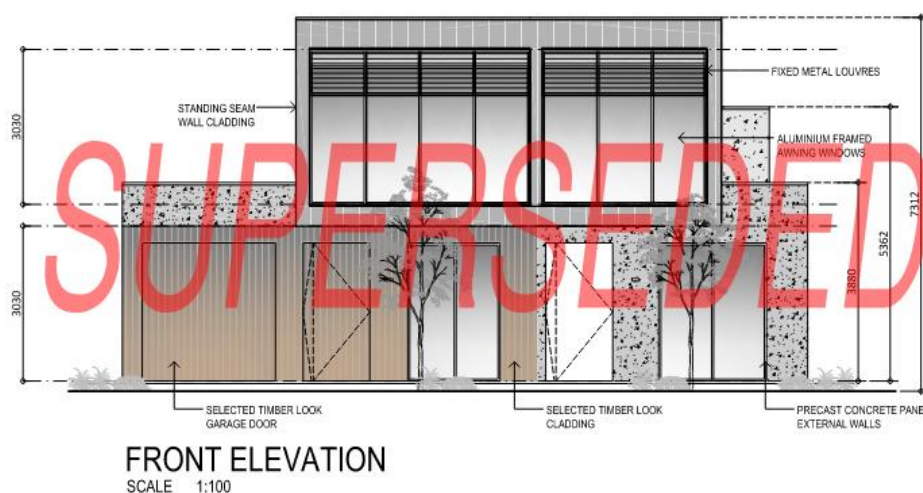 FIXED METAL LOUVRES
STANDING SEAM
WALL CLADDING
ALUMINIUM FRAMED
AWNING WINDOWS
3030
SUPERSEDED
7312
5362
3880
3030
SELECTED TIMBER LOOK
GARAGE DOOR
SELECTED TIMBER LOOK
CLADDING
PRECAST CONCRETE PANE
EXTERNAL WALLS
FRONT ELEVATION
SCALE 1:100